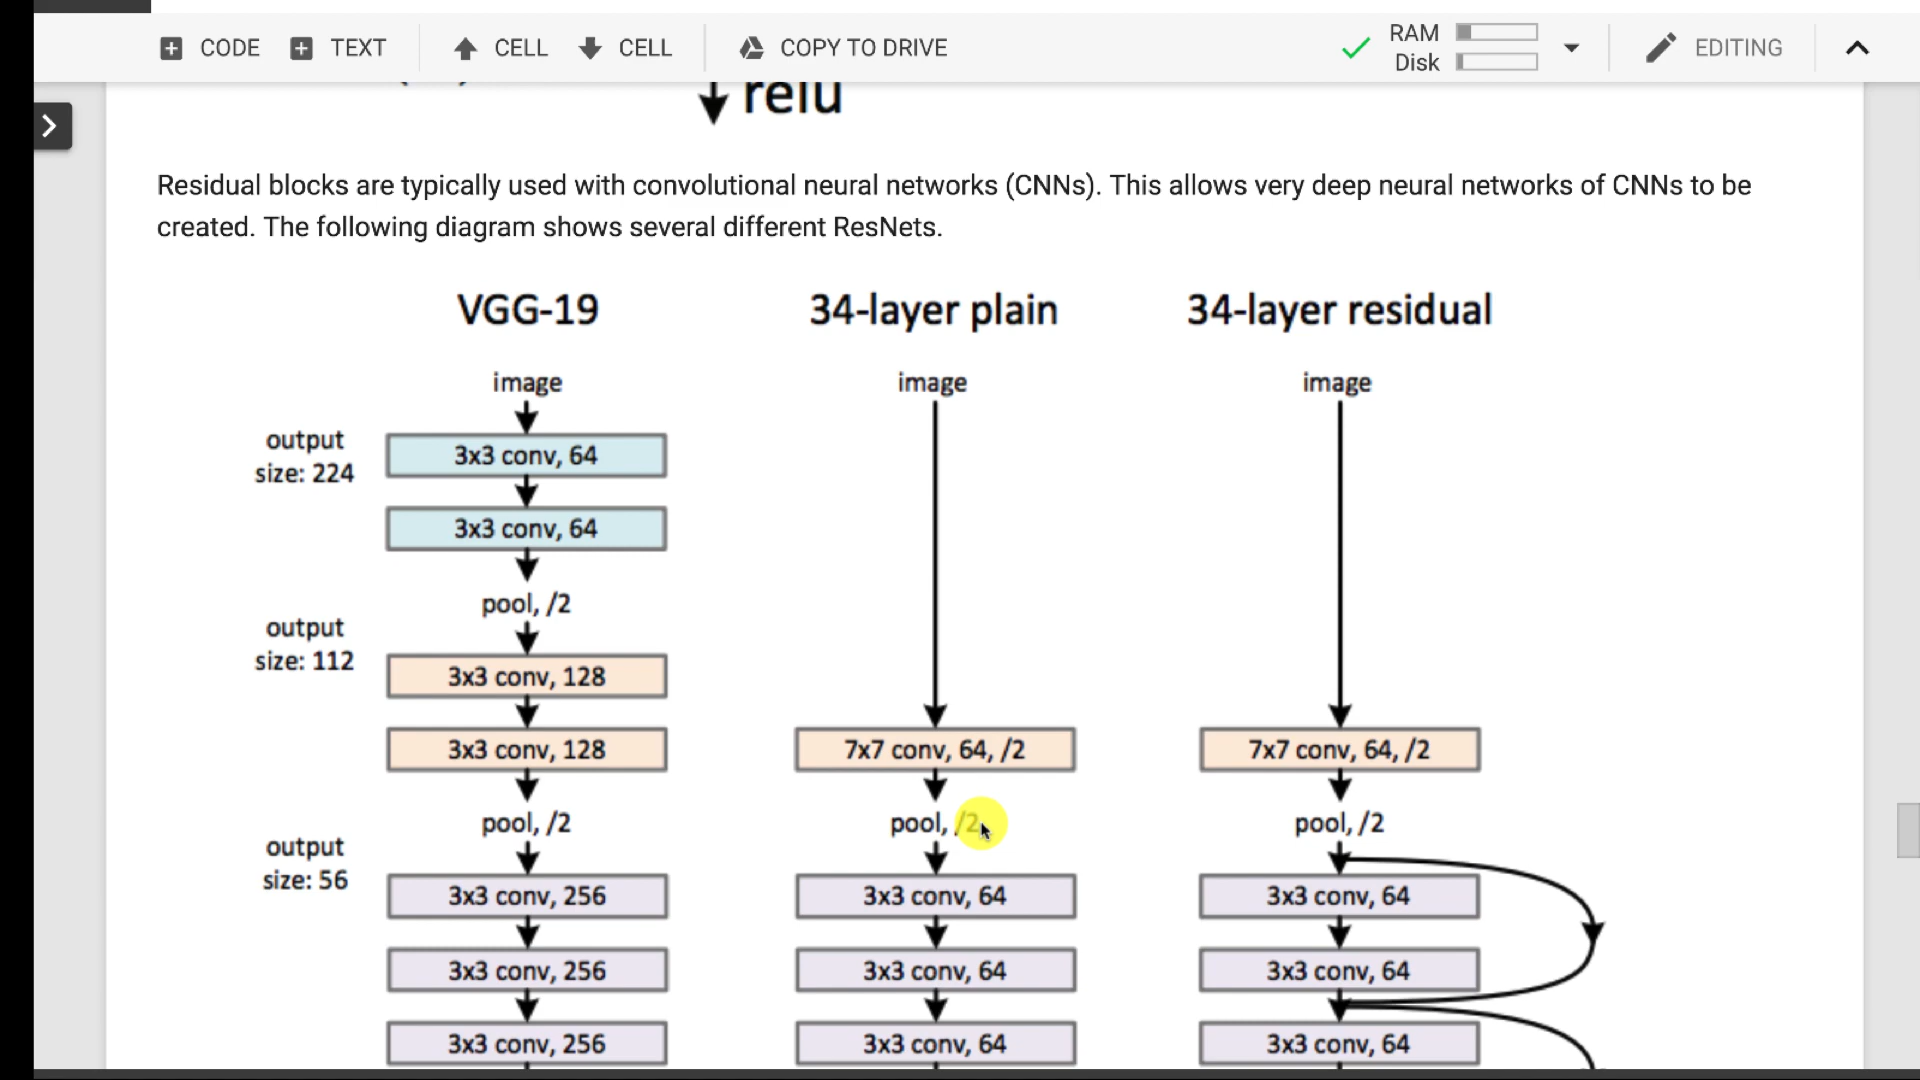 CODE TEXT CELL CELL COPY TO DRIVE RAM Disk EDITING
relu
Residual blocks are typically used with convolutional neural networks (CNNs). This allows very deep neural networks of CNNs to be
created. The following diagram shows several different ResNets.
VGG-19 34-layer plain 34-layer residual
image image image
output
size: 224
3x3 conv, 64
3x3 conv, 64
pool, /2
output
size: 112
3x3 conv, 128
3x3 conv, 128 7x7 conv, 64, /2 7x7 conv, 64, /2
pool, /2 pool, /2 pool, /2
output
size: 56
3x3 conv, 256 3x3 conv, 64 3x3 conv, 64
3x3 conv, 256 3x3 conv, 64 3x3 conv, 64
3x3 conv, 256 3x3 conv, 64 3x3 conv, 64